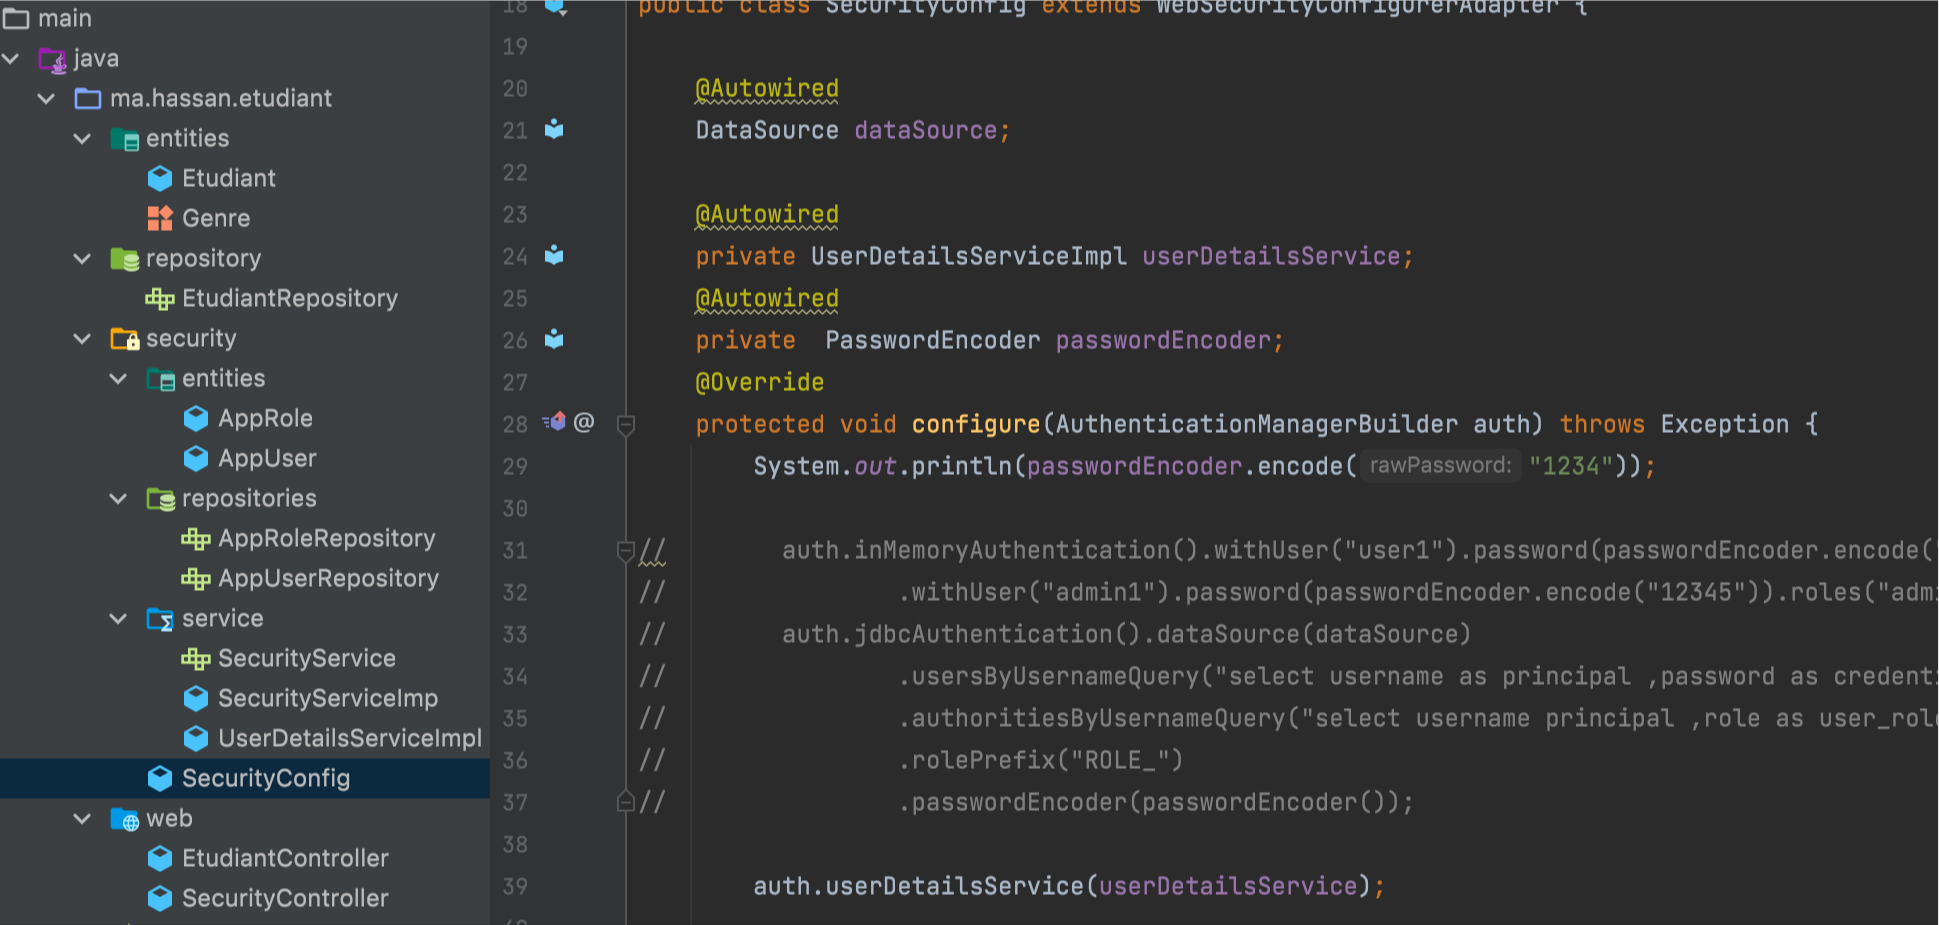 main
java
ma.hassan.etudiant
entities
Etudiant
Genre
repository
EtudiantRepository
security
entities
AppRole
AppUser
repositories
AppRoleRepository
AppUserRepository
service
SecurityService
SecurityServiceImp
UserDetailsServiceImpl
SecurityConfig
web
EtudiantController
SecurityController
18 public class SecurityConfig extends WebSecurityConfigurerAdapter {
19
20 @Autowired
21 DataSource dataSource;
22
23 @Autowired
24 private UserDetailsServiceImpl userDetailsService;
25 @Autowired
26 private  PasswordEncoder passwordEncoder;
27 @Override
28 @ protected void configure(AuthenticationManagerBuilder auth) throws Exception {
29 System.out.println(passwordEncoder.encode( rawPassword: "1234"));
30
31 // auth.inMemoryAuthentication().withUser("user1").password(passwordEncoder.encode("
32 // .withUser("admin1").password(passwordEncoder.encode("12345")).roles("adm
33 // auth.jdbcAuthentication().dataSource(dataSource)
34 // .usersByUsernameQuery("select username as principal ,password as credent
35 // .authoritiesByUsernameQuery("select username principal ,role as user_rol
36 // .rolePrefix("ROLE_")
37 // .passwordEncoder(passwordEncoder());
38
39 auth.userDetailsService(userDetailsService);